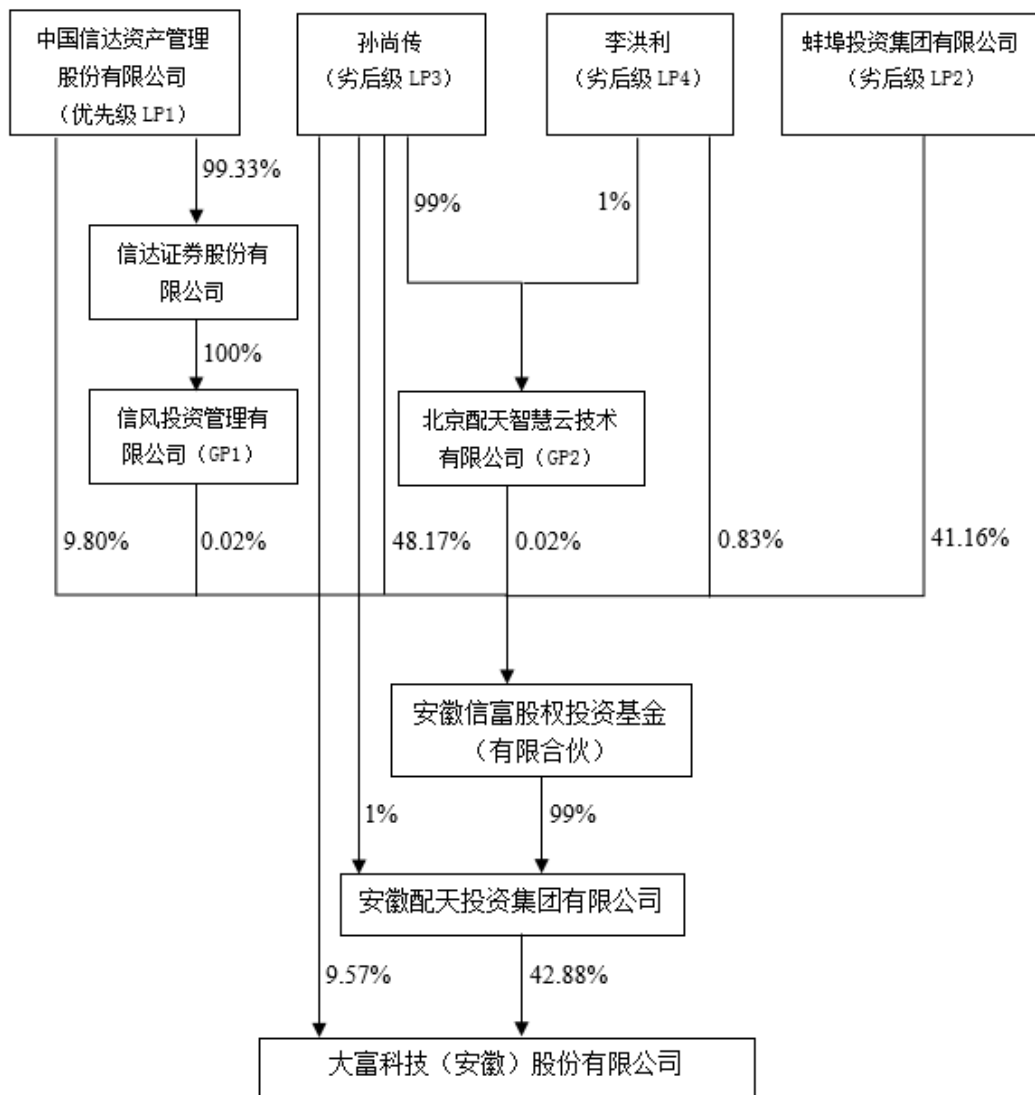 中国信达资产管理
股份有限公司
（优先级 LP1）
孙尚传
（劣后级 LP3）
李洪利
（劣后级 LP4）
蚌埠投资集团有限公司
（劣后级 LP2）
99.33%
99%
1%
信达证券股份有
限公司
100%
信风投资管理有
限公司（GP1）
北京配天智慧云技术
有限公司（GP2）
9.80%
0.02%
48.17%
0.02%
0.83%
41.16%
安徽信富股权投资基金
（有限合伙）
1%
99%
安徽配天投资集团有限公司
9.57%
42.88%
大富科技（安徽）股份有限公司